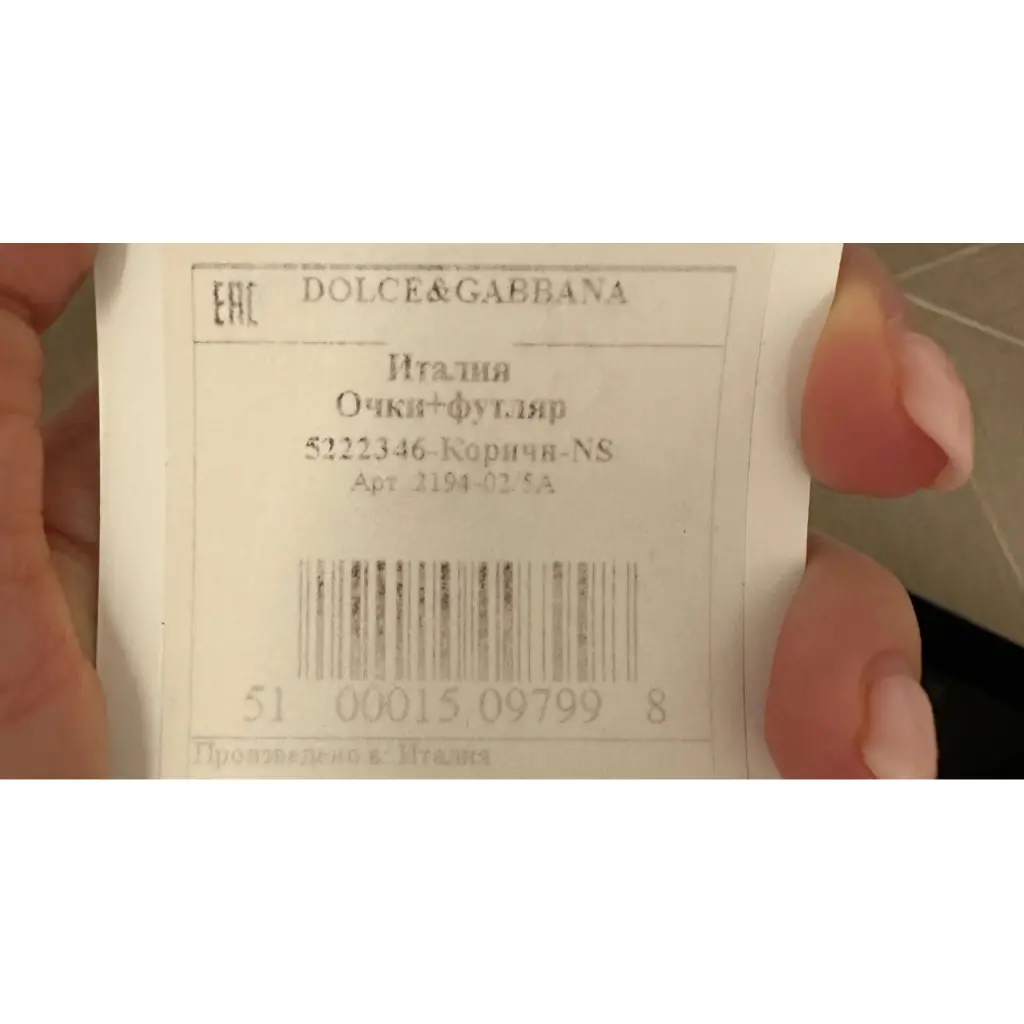 EAC DOLCE&GABBANA
Италия
Очки+футляр
5222346-Коричн-NS
Арт. 2194-02/5A
51 00015 09799 8
Произведено в: Италия